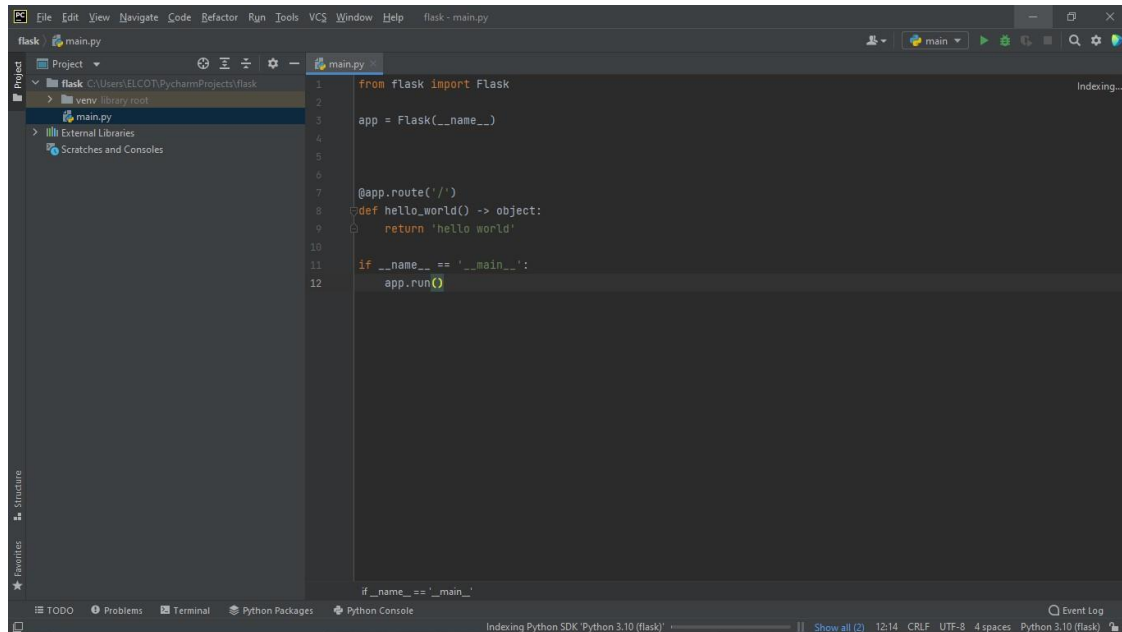 PC File Edit View Navigate Code Refactor Run Tools VCS Window Help flask - main.py
flask main.py main
Project
Project
main.py
flask C:\Users\ELCOT\PycharmProjects\flask
venv library root
main.py
External Libraries
Scratches and Consoles
Indexing...
1 from flask import Flask
2
3 app = Flask(__name__)
4
5
6
7 @app.route('/')
8 def hello_world() -> object:
9 return 'hello world'
10
11 if __name__ == '__main__':
12 app.run()
Structure
Favorites
if __name__ == '__main__'
TODO Problems Terminal Python Packages Python Console Event Log
Indexing Python SDK 'Python 3.10 (flask)' Show all (2) 12:14 CRLF UTF-8 4 spaces Python 3.10 (flask)